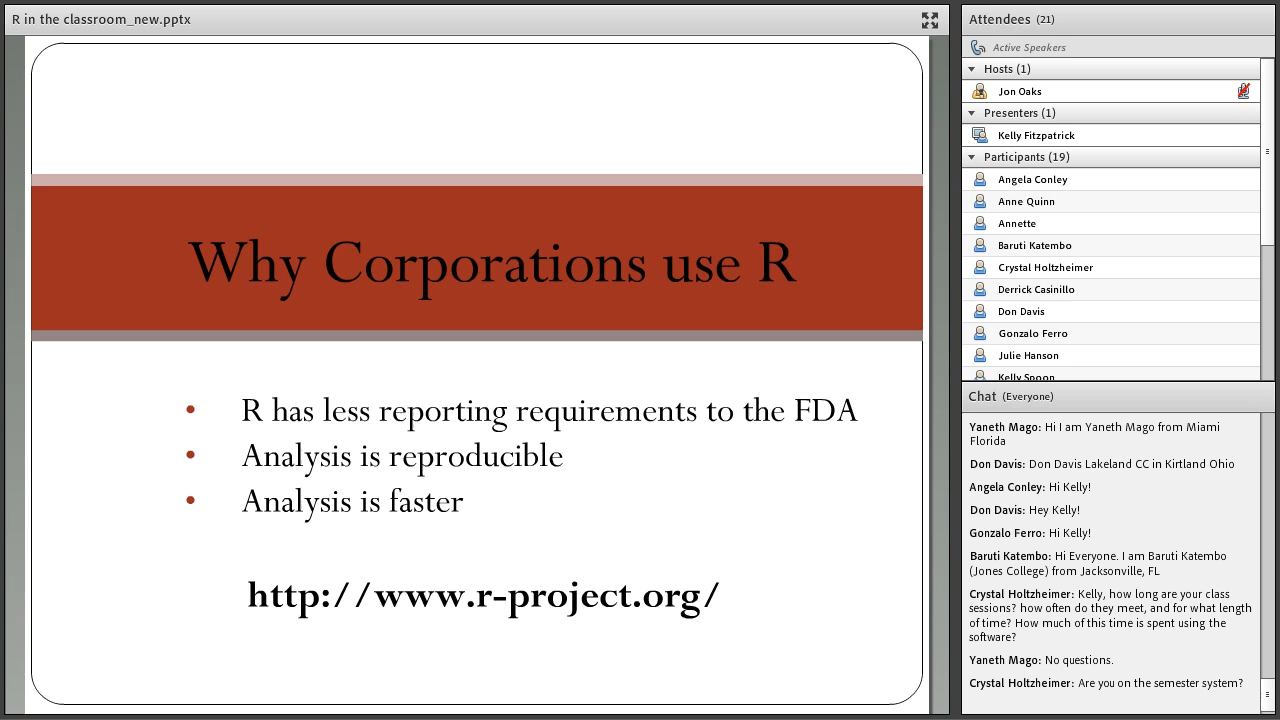 R in the classroom_new.pptx
Why Corporations use R
• R has less reporting requirements to the FDA
• Analysis is reproducible
• Analysis is faster
http://www.r-project.org/
Attendees (21)
Active Speakers
Hosts (1)
Jon Oaks
Presenters (1)
Kelly Fitzpatrick
Participants (19)
Angela Conley
Anne Quinn
Annette
Baruti Katembo
Crystal Holtzheimer
Derrick Casinillo
Don Davis
Gonzalo Ferro
Julie Hanson
Kelly Spoon
Chat (Everyone)
Yaneth Mago: Hi I am Yaneth Mago from Miami
Florida
Don Davis: Don Davis Lakeland CC in Kirtland Ohio
Angela Conley: Hi Kelly!
Don Davis: Hey Kelly!
Gonzalo Ferro: Hi Kelly!
Baruti Katembo: Hi Everyone. I am Baruti Katembo
(Jones College) from Jacksonville, FL
Crystal Holtzheimer: Kelly, how long are your class
sessions? how often do they meet, and for what length
of time? How much of this time is spent using the
software?
Yaneth Mago: No questions.
Crystal Holtzheimer: Are you on the semester system?